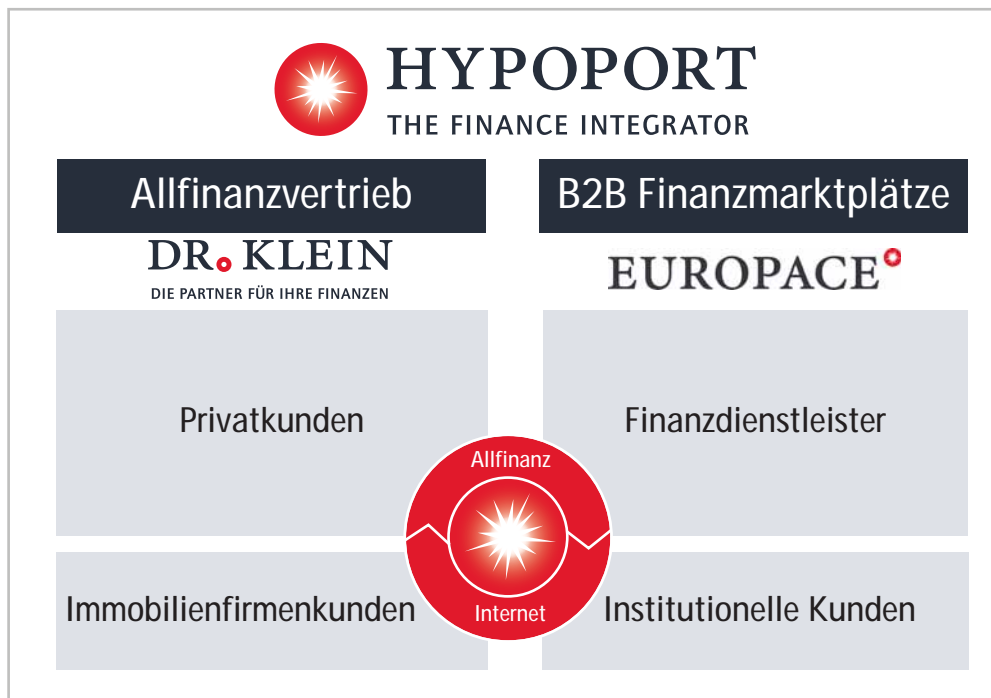 HYPOPORT
THE FINANCE INTEGRATOR
Allfinanzvertrieb
B2B Finanzmarktplätze
DR. KLEIN
DIE PARTNER FÜR IHRE FINANZEN
EUROPACE
Privatkunden
Finanzdienstleister
Allfinanz
Internet
Immobilienfirmenkunden
Institutionelle Kunden